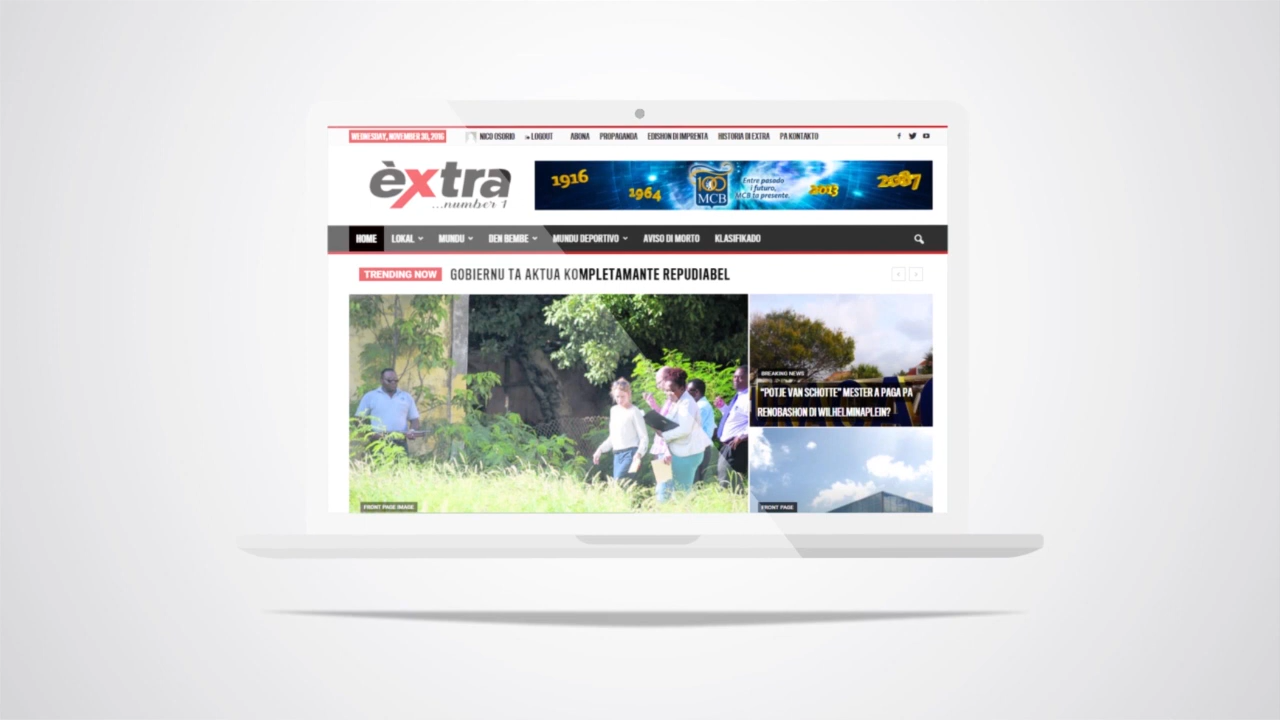 WEDNESDAY, NOVEMBER 30, 2016 NICO OSORIO LOGOUT ABONA PROPAGANDA EDISHON DI IMPRENTA HISTORIA DI EXTRA PA KONTAKTO
èxtra
...number 1
1916 1964 100 MCB Entre pasado i futuro, MCB ta presente. 2013 2087
HOME LOKAL MUNDU DEN BEMBE MUNDU DEPORTIVO AVISO DI MORTO KLASIFIKADO
TRENDING NOW GOBIERNU TA AKTUA KOMPLETAMANTE REPUDIABEL
BREAKING NEWS
"POTJE VAN SCHOTTE" MESTER A PAGA PA
RENOBASHON DI WILHELMINAPLEIN?
FRONT PAGE IMAGE
FRONT PAGE